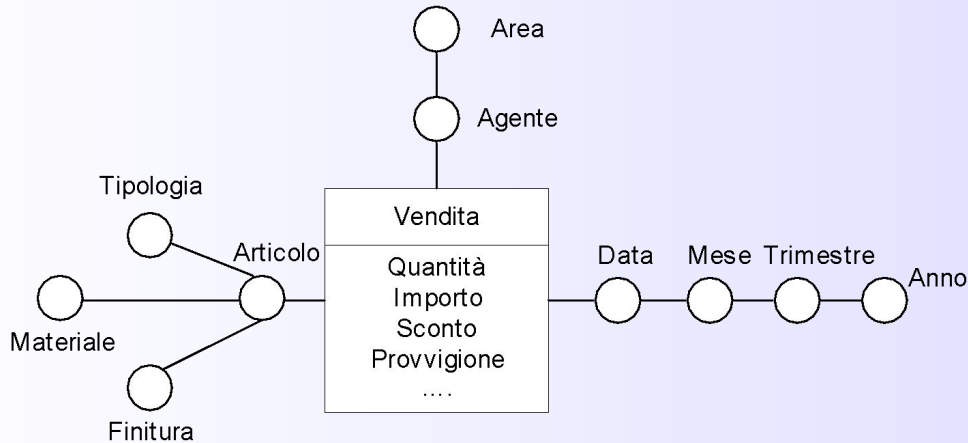 Area
Agente
Tipologia
Articolo
Materiale
Finitura
Vendita
Quantità
Importo
Sconto
Provvigione
....
Data
Mese
Trimestre
Anno